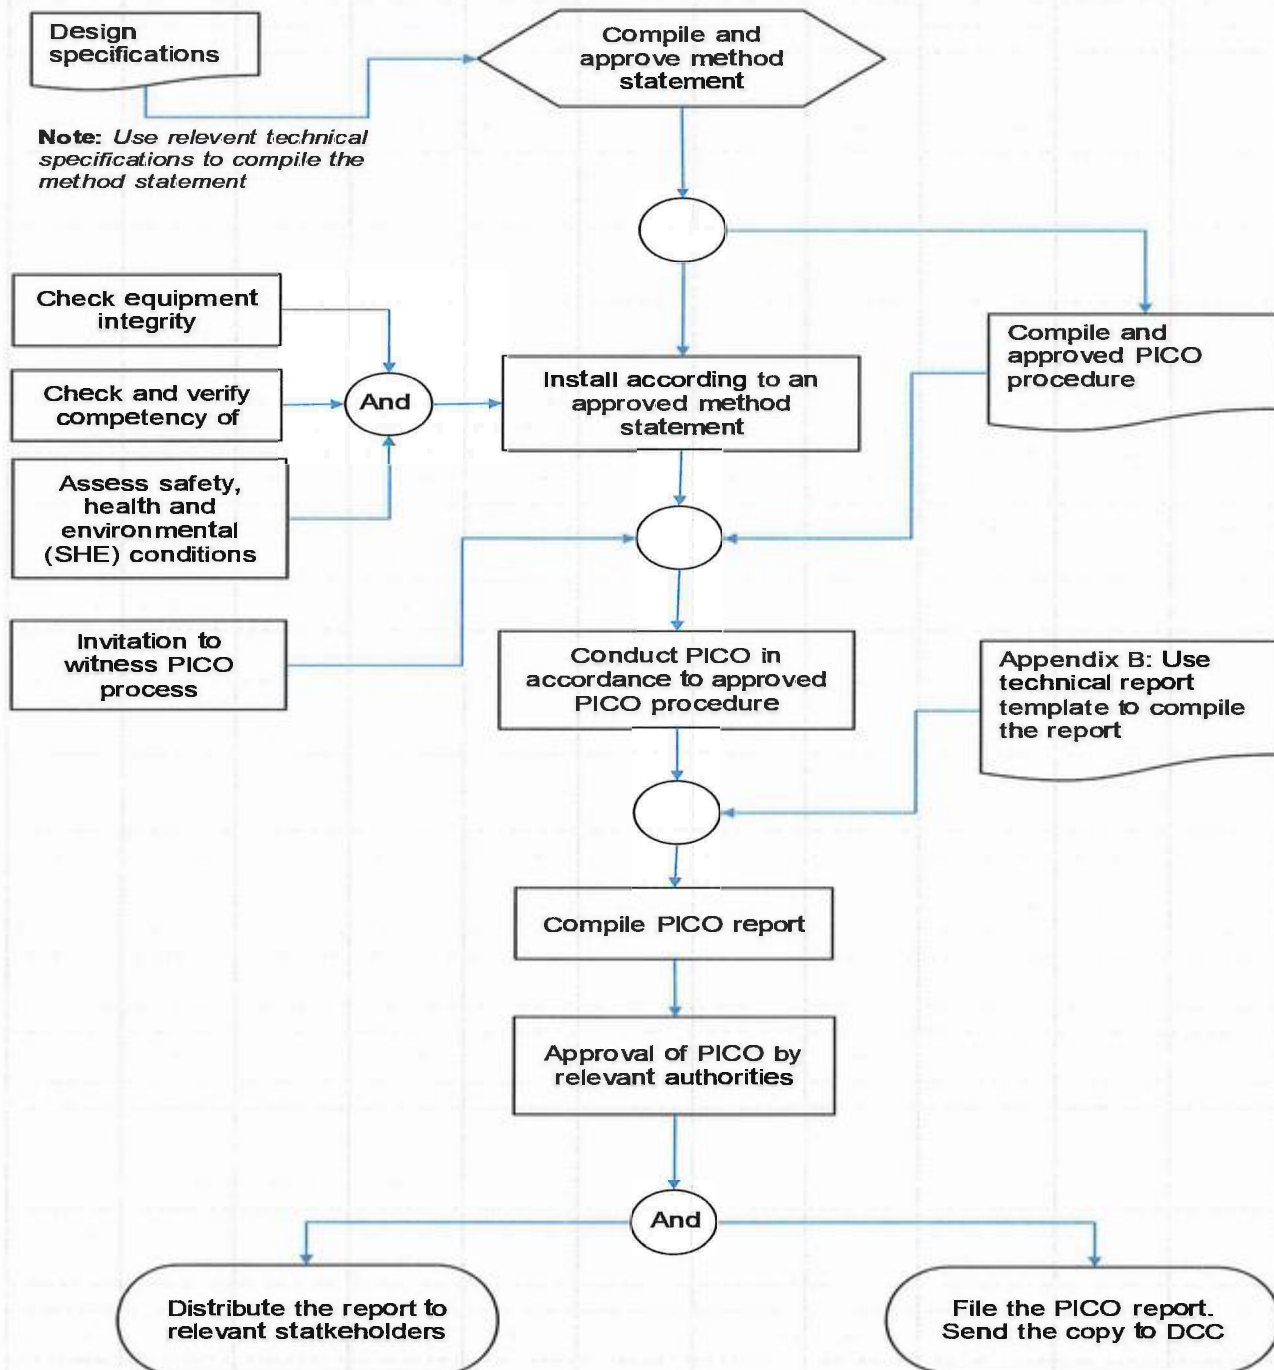 Design
specifications
Compile and
approve method
statement
Note: Use relevent technical
specifications to compile the
method statement
Check equipment
integrity
Check and verify
competency of
Assess safety,
health and
environmental
(SHE) conditions
And
Install according to an
approved method
statement
Compile and
approved PICO
procedure
Invitation to
witness PICO
process
Conduct PICO in
accordance to approved
PICO procedure
Appendix B: Use
technical report
template to compile
the report
Compile PICO report
Approval of PICO by
relevant authorities
And
Distribute the report to
relevant statkeholders
File the PICO report.
Send the copy to DCC